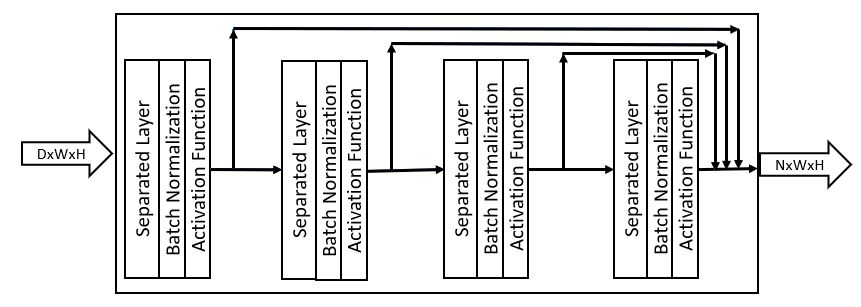 DxWxH
Separated Layer
Batch Normalization
Activation Function
Separated Layer
Batch Normalization
Activation Function
Separated Layer
Batch Normalization
Activation Function
Separated Layer
Batch Normalization
Activation Function
NxWxH